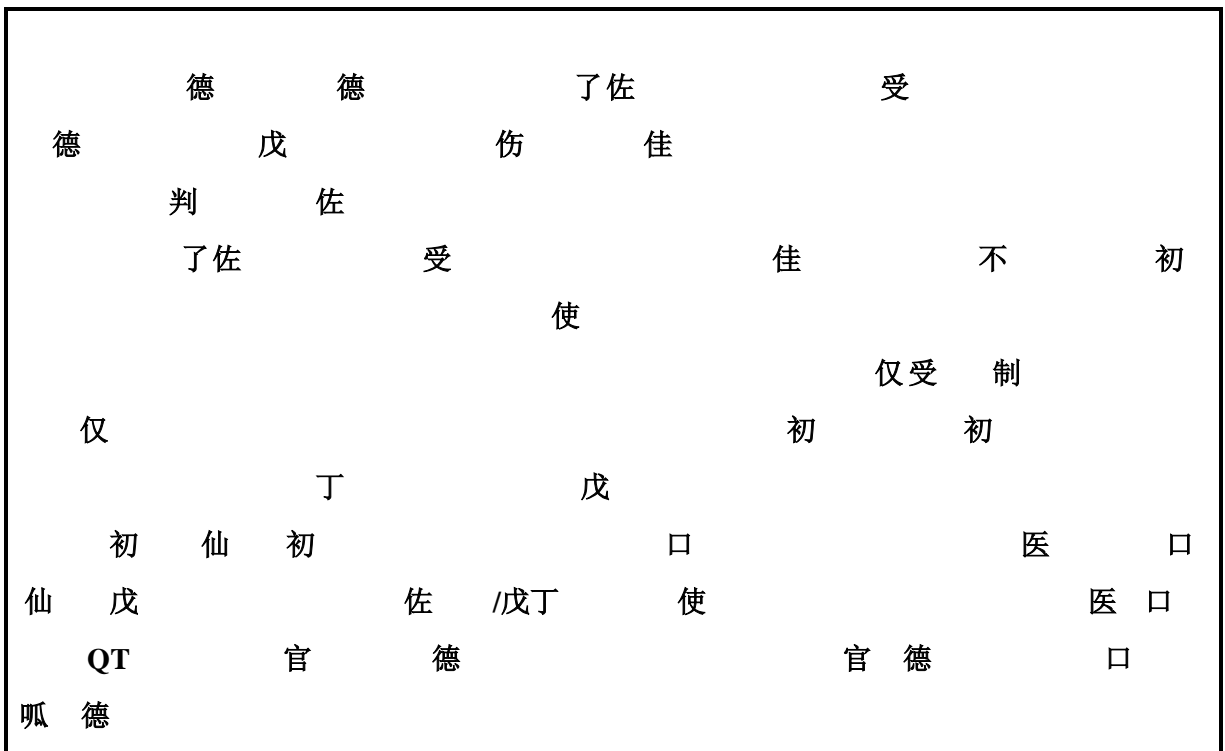 德 德 了佐 受
德 戊 伤 佳
判 佐
了佐 受 佳 不 初
使
仅受 制
仅 初 初
丁 戊
初 仙 初 口 医 口
仙 戊 佐 /戊丁 使 医 口
QT 官 德 官 德 口
呱 德